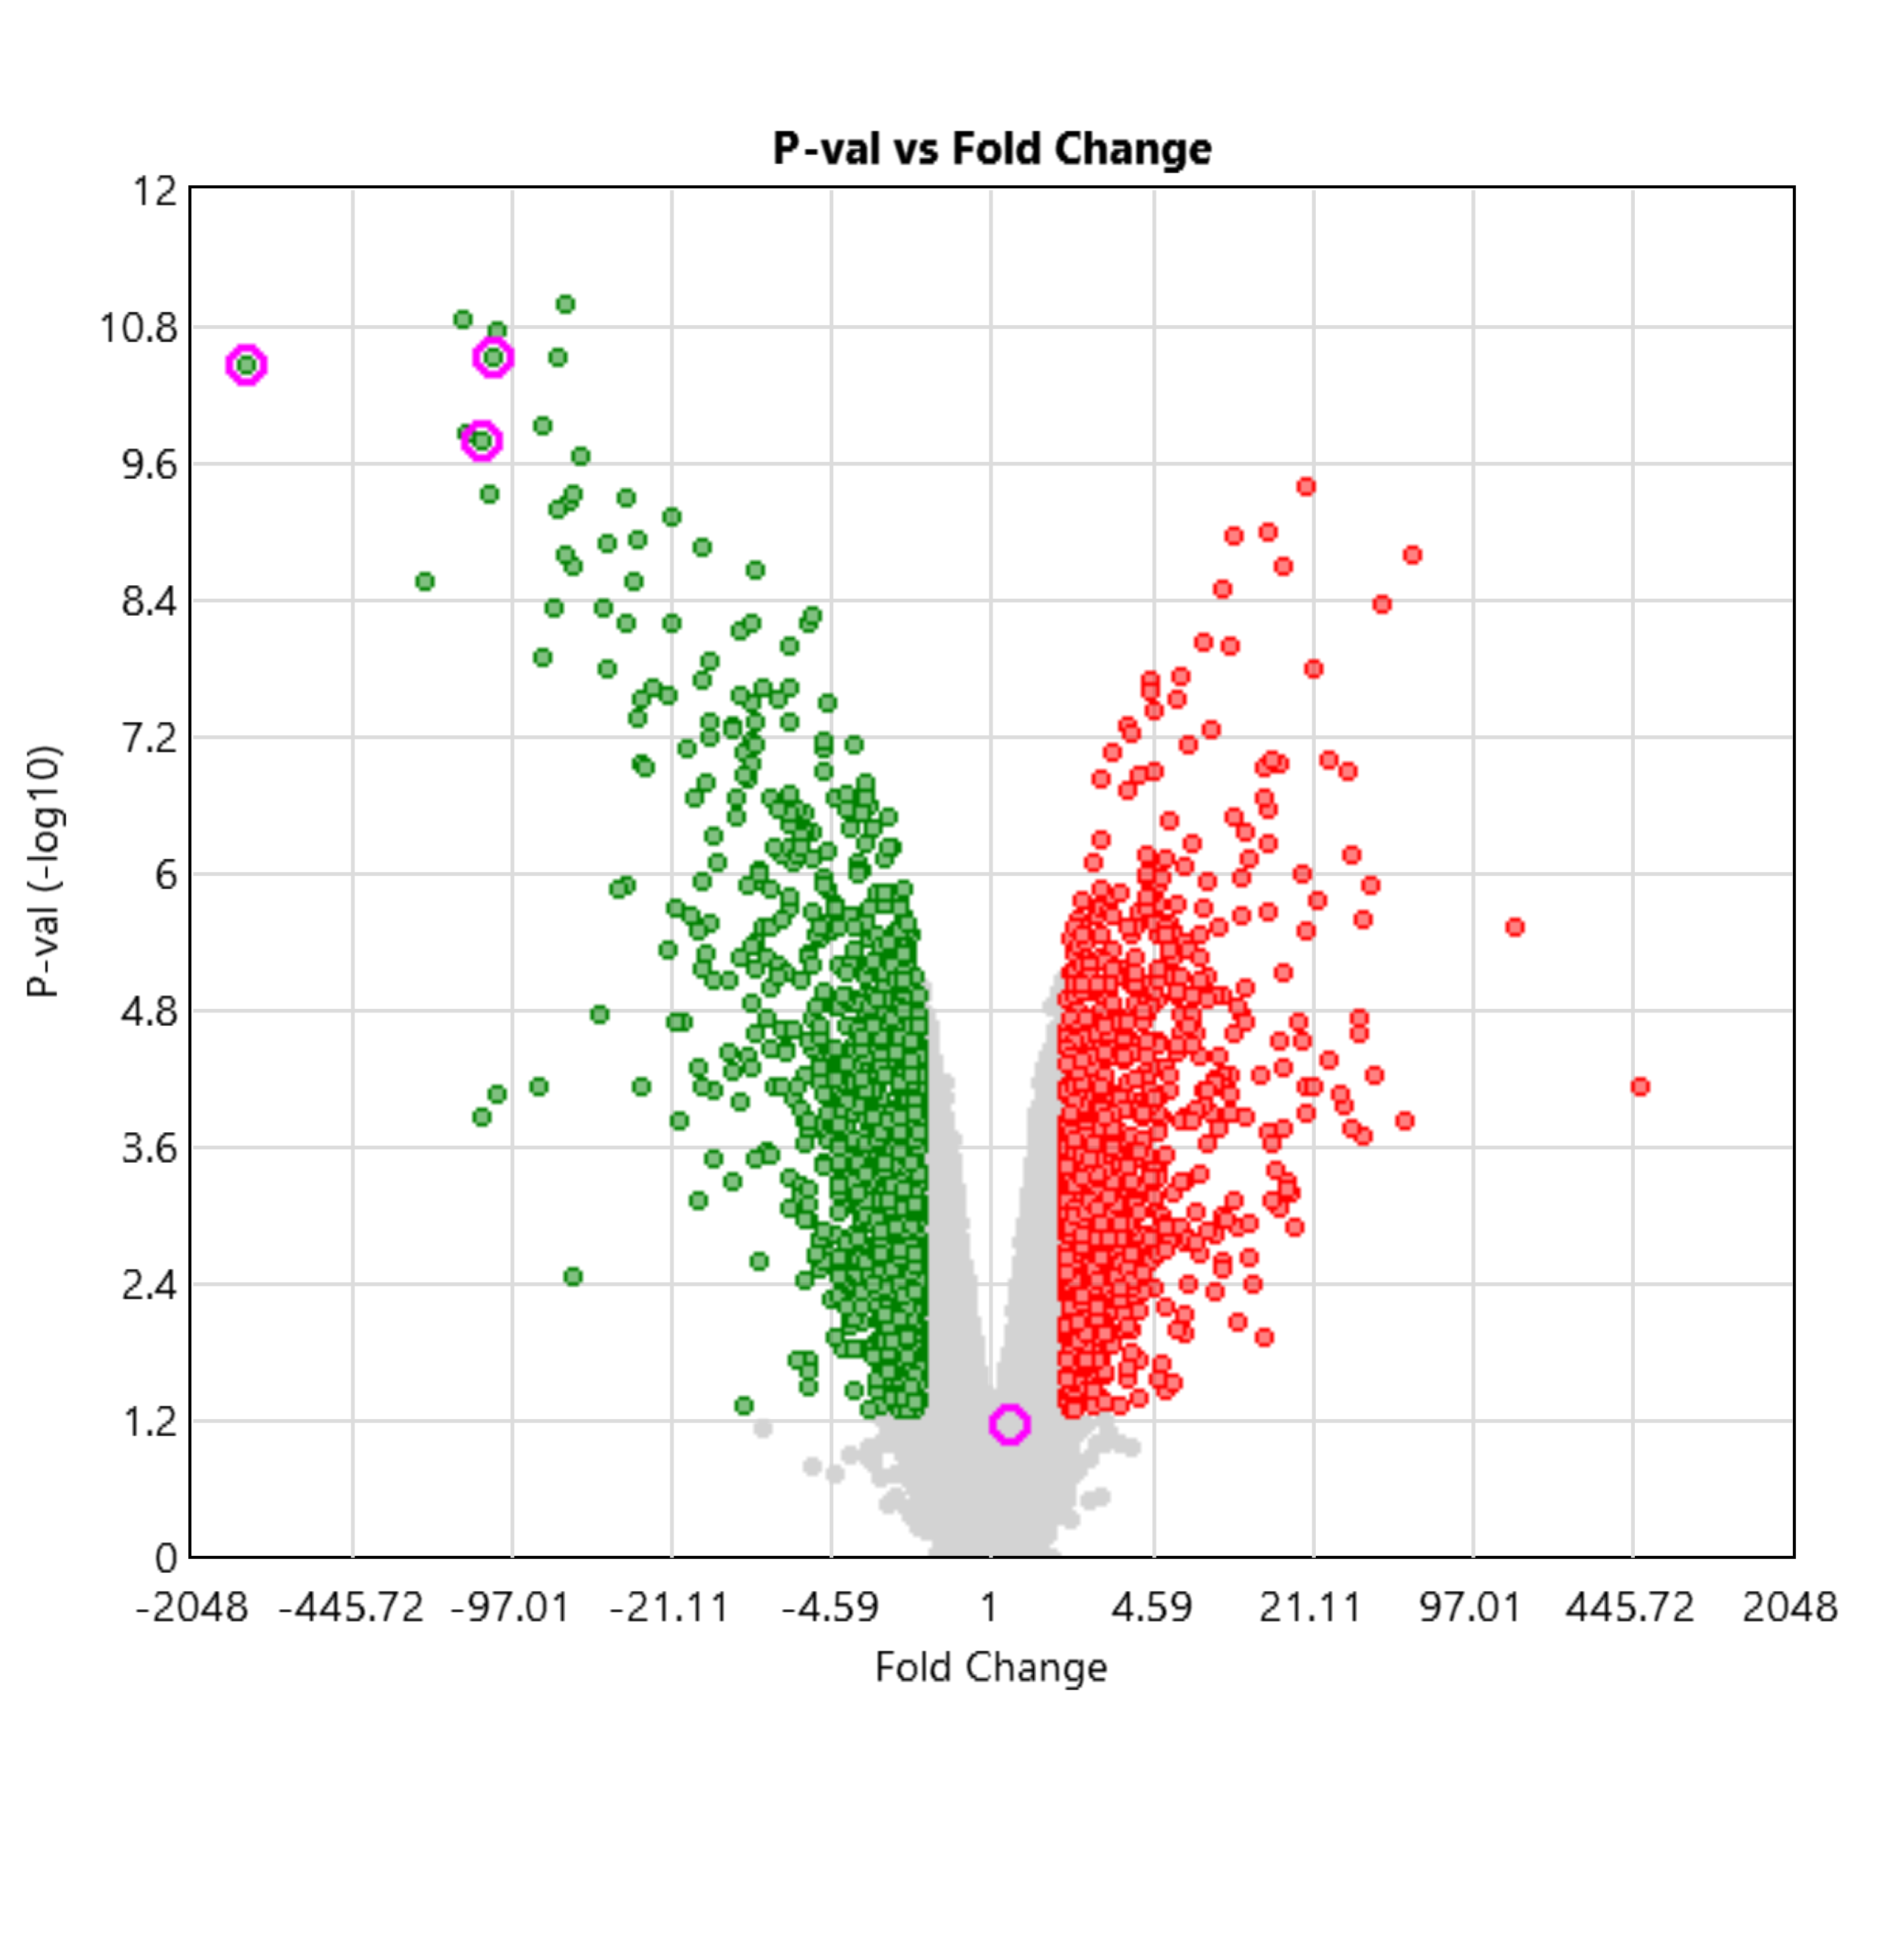 P-val vs Fold Change
12
10.8
9.6
8.4
7.2
6
4.8
3.6
2.4
1.2
0
P-val (-log10)
-2048 -445.72 -97.01 -21.11 -4.59 1 4.59 21.11 97.01 445.72 2048
Fold Change